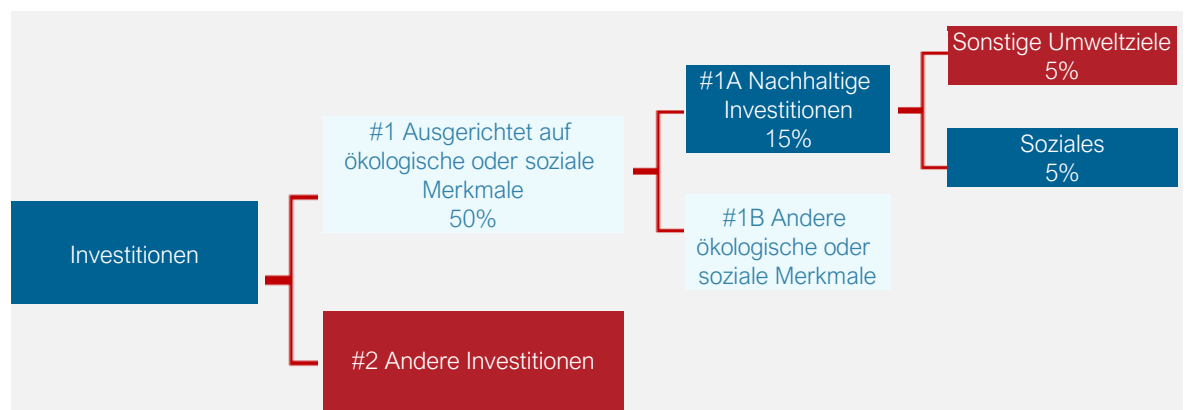 Investitionen
#1 Ausgerichtet auf
ökologische oder soziale
Merkmale
50%
#2 Andere Investitionen
#1A Nachhaltige
Investitionen
15%
#1B Andere
ökologische oder
soziale Merkmale
Sonstige Umweltziele
5%
Soziales
5%